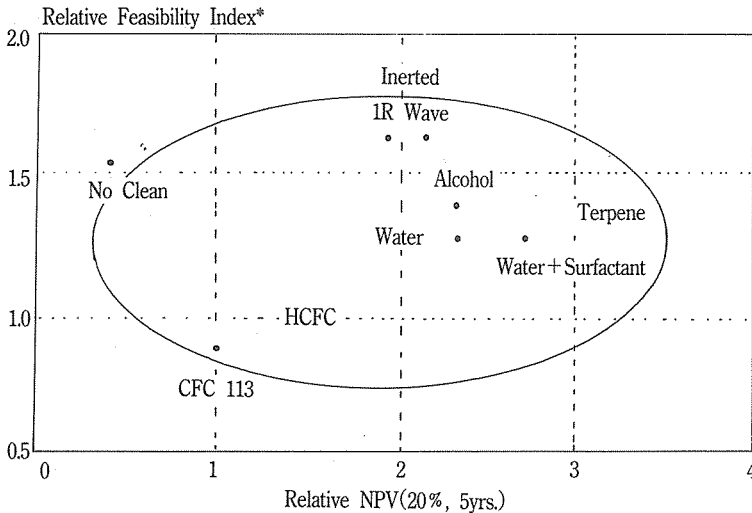 Relative Feasibility Index*
2.0
Inerted
1R Wave
1.5
No Clean
Alcohol
Terpene
Water
Water+Surfactant
HCFC
1.0
CFC 113
0.5
0 1 2 3 4
Relative NPV(20%, 5yrs.)